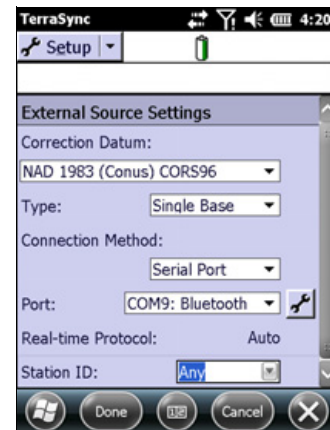 TerraSync 4:20
Setup
External Source Settings
Correction Datum:
NAD 1983 (Conus) CORS96
Type: Single Base
Connection Method:
Serial Port
Port: COM9: Bluetooth
Real-time Protocol: Auto
Station ID: Any
Done Cancel